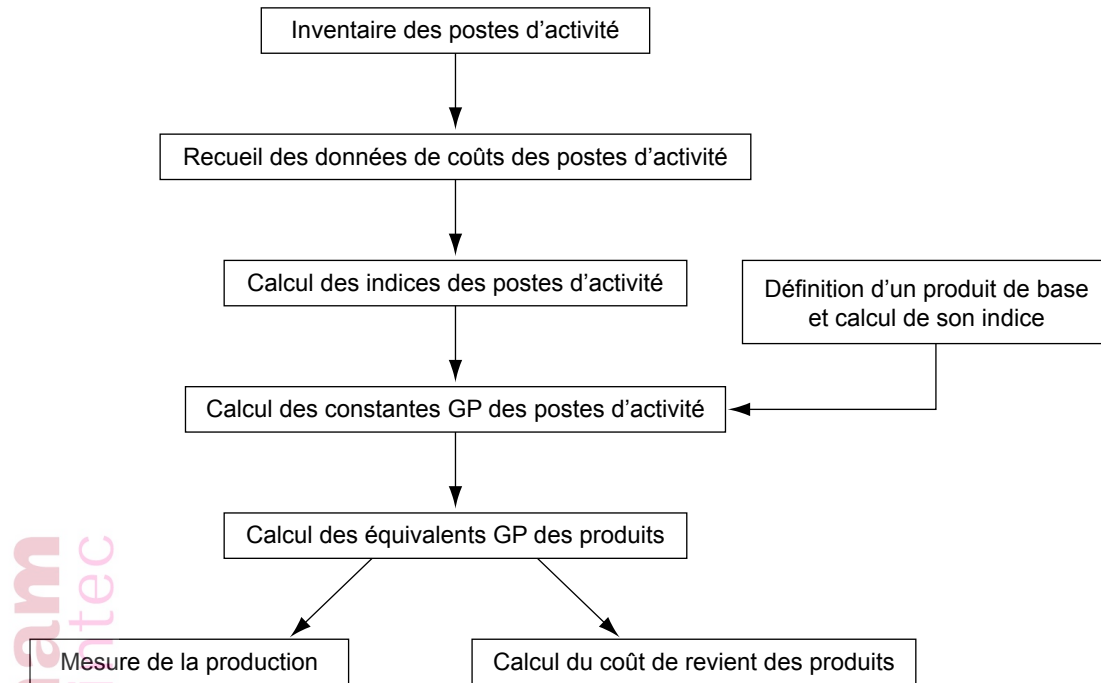 Inventaire des postes d’activité
Recueil des données de coûts des postes d’activité
Calcul des indices des postes d’activité
Définition d’un produit de base
et calcul de son indice
Calcul des constantes GP des postes d’activité
Calcul des équivalents GP des produits
Mesure de la production
Calcul du coût de revient des produits
intec